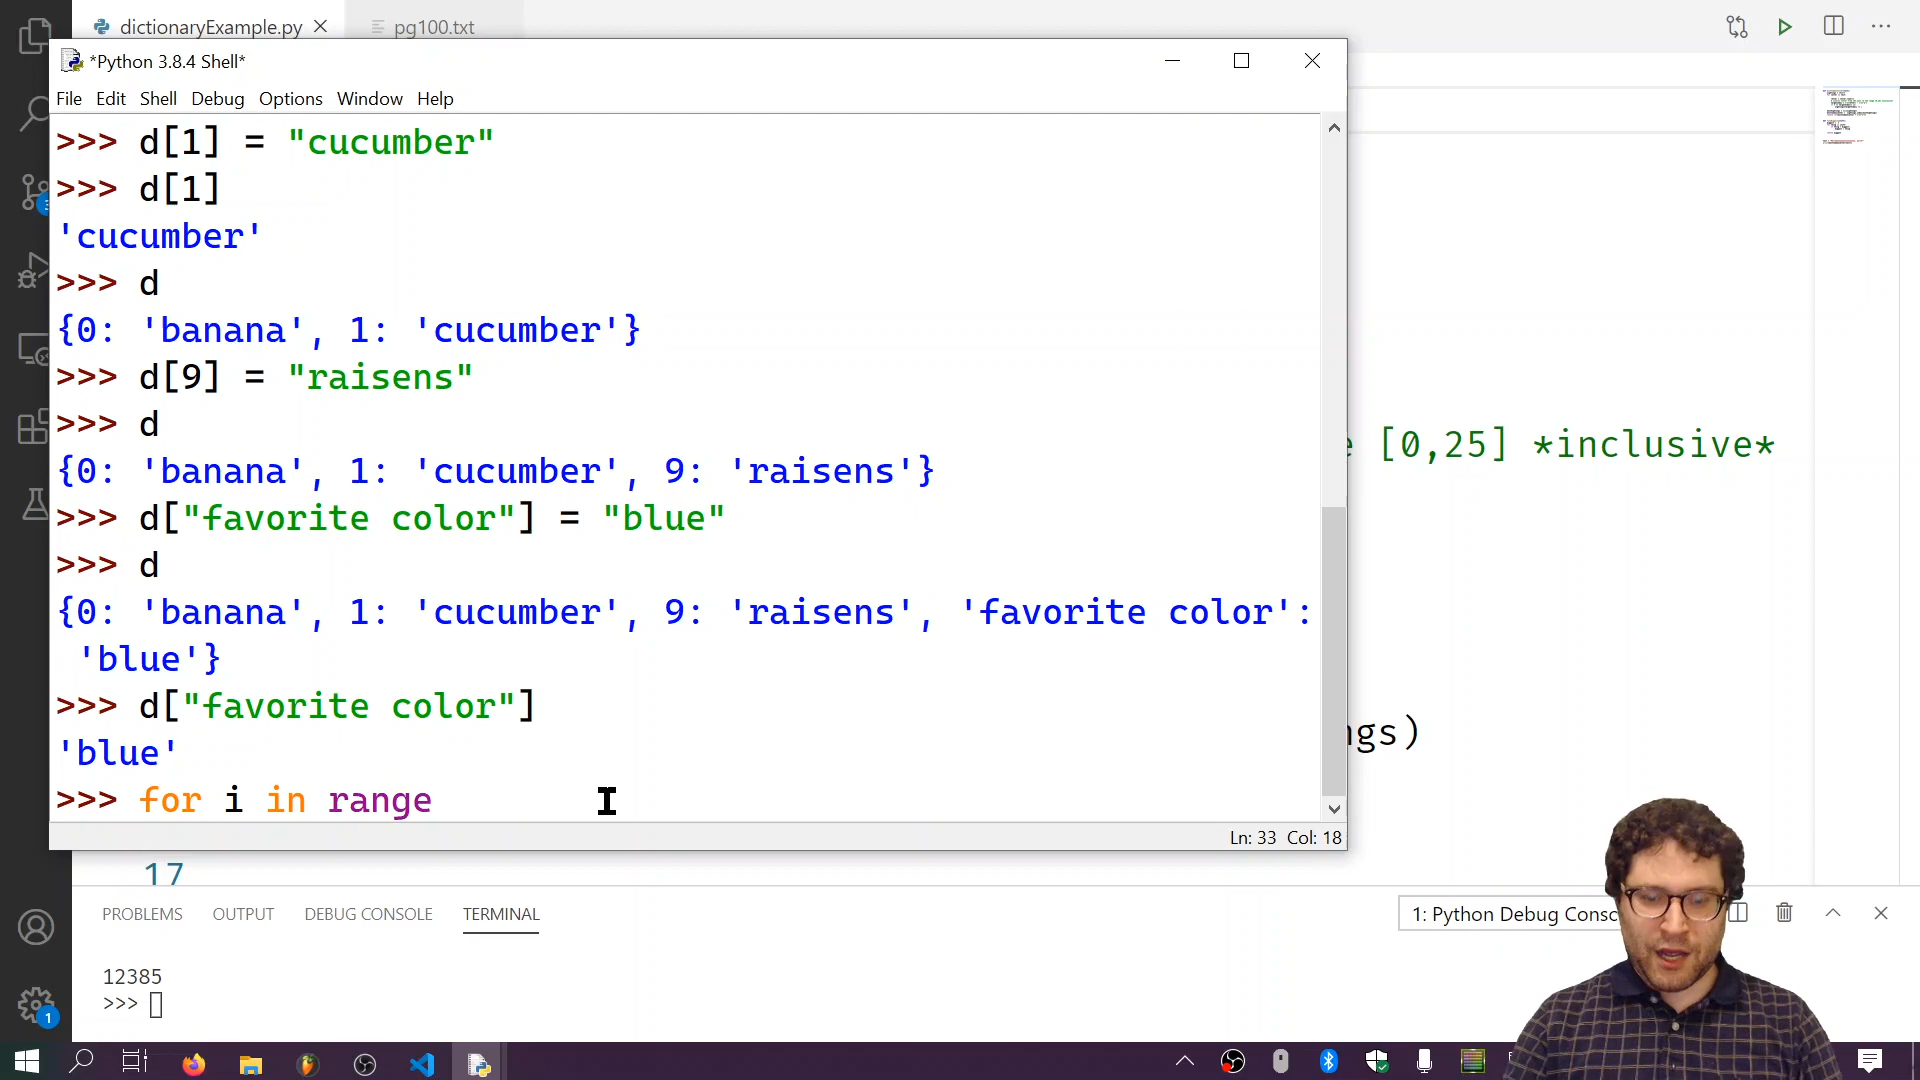 dictionaryExample.py
pg100.txt
*Python 3.8.4 Shell*
File Edit Shell Debug Options Window Help
>>> d[1] = "cucumber"
>>> d[1]
'cucumber'
>>> d
{0: 'banana', 1: 'cucumber'}
>>> d[9] = "raisens"
>>> d
{0: 'banana', 1: 'cucumber', 9: 'raisens'}
>>> d["favorite color"] = "blue"
>>> d
{0: 'banana', 1: 'cucumber', 9: 'raisens', 'favorite color':
'blue'}
>>> d["favorite color"]
'blue'
>>> for i in range
Ln: 33 Col: 18
[0,25] *inclusive*
ngs)
17
PROBLEMS OUTPUT DEBUG CONSOLE TERMINAL
1: Python Debug Consc
12385
>>>
1